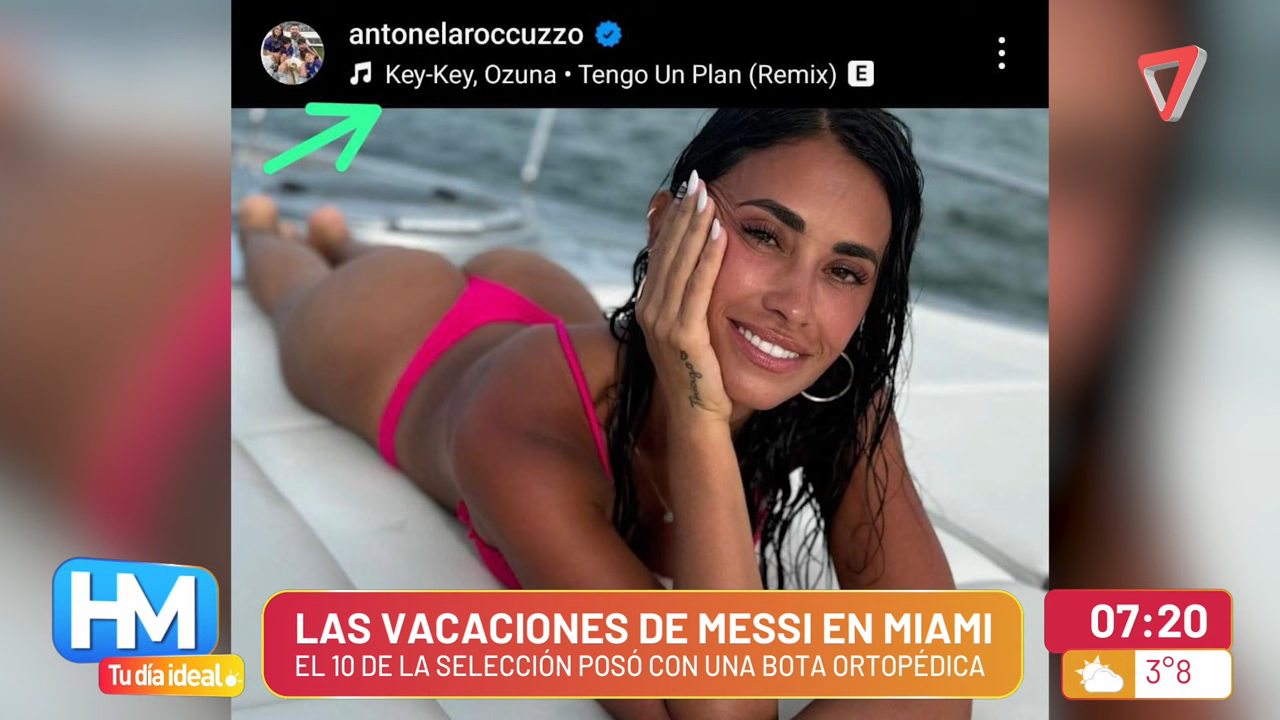 antonelaroccuzzo
Key-Key, Ozuna • Tengo Un Plan (Remix) E
Thiago
HM
Tu día ideal
LAS VACACIONES DE MESSI EN MIAMI
EL 10 DE LA SELECCIÓN POSÓ CON UNA BOTA ORTOPÉDICA
07:20
3°8